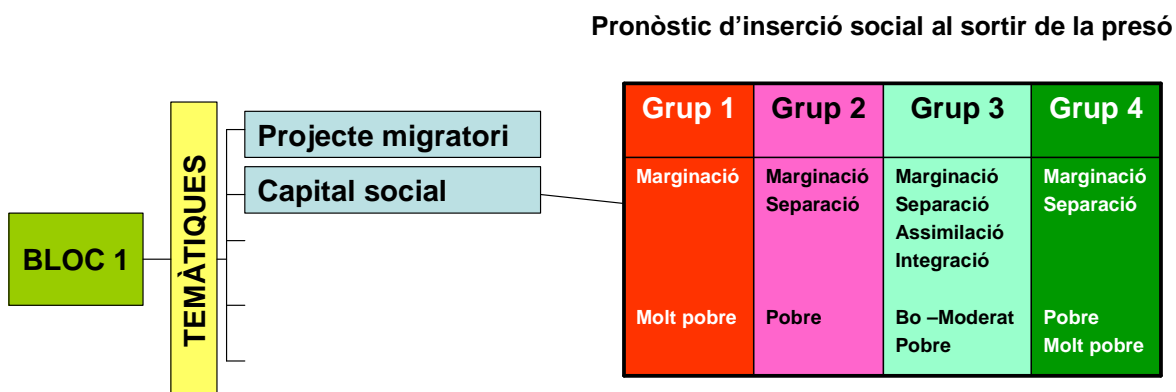 Pronòstic d’inserció social al sortir de la presó
BLOC 1
TEMÀTIQUES
Projecte migratori
Capital social
Grup 1 Grup 2 Grup 3 Grup 4
Marginació Marginació Marginació Marginació
Separació Separació Separació
Assimilació
Integració
Molt pobre Pobre Bo –Moderat Pobre
Pobre Molt pobre